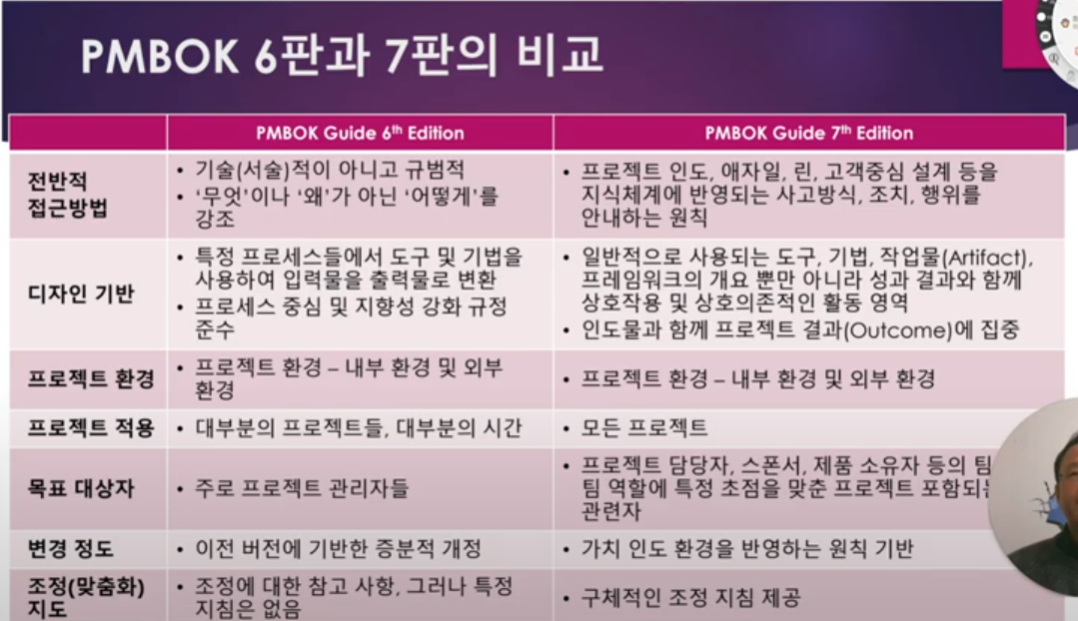 PMBOK 6판과 7판의 비교
PMBOK Guide 6th Edition
PMBOK Guide 7th Edition
전반적
접근방법
• 기술(서술)적이 아니고 규범적
• ‘무엇’이나 ‘왜’가 아닌 ‘어떻게’를
강조
• 프로젝트 인도, 애자일, 린, 고객중심 설계 등을
지식체계에 반영되는 사고방식, 조치, 행위를
안내하는 원칙
디자인 기반
• 특정 프로세스들에서 도구 및 기법을
사용하여 입력물을 출력물로 변환
• 프로세스 중심 및 지향성 강화 규정
준수
• 일반적으로 사용되는 도구, 기법, 작업물(Artifact),
프레임워크의 개요 뿐만 아니라 성과 결과와 함께
상호작용 및 상호의존적인 활동 영역
• 인도물과 함께 프로젝트 결과(Outcome)에 집중
프로젝트 환경
• 프로젝트 환경 – 내부 환경 및 외부
환경
• 프로젝트 환경 – 내부 환경 및 외부 환경
프로젝트 적용
• 대부분의 프로젝트들, 대부분의 시간
• 모든 프로젝트
목표 대상자
• 주로 프로젝트 관리자들
• 프로젝트 담당자, 스폰서, 제품 소유자 등의 팀
팀 역할에 특정 초점을 맞춘 프로젝트
관련자
변경 정도
• 이전 버전에 기반한 증분적 개정
• 가치 인도 환경을 반영하는 원칙 기반
조정(맞춤화)
지도
• 조정에 대한 참고 사항, 그러나 특정
지침은 없음
• 구체적인 조정 지침 제공